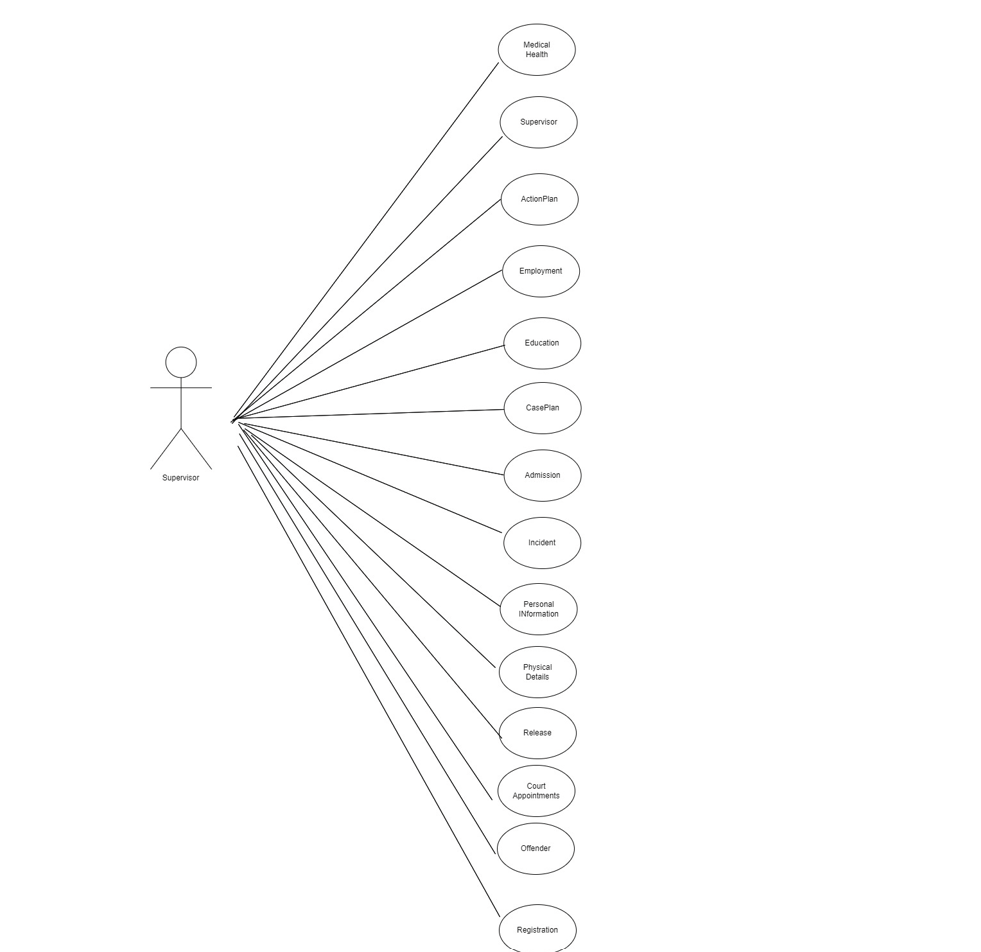 Medical
Health
Supervisor
ActionPlan
Employment
Education
CasePlan
Supervisor
Admission
Incident
Personal
INformation
Physical
Details
Release
Court
Appointments
Offender
Registration